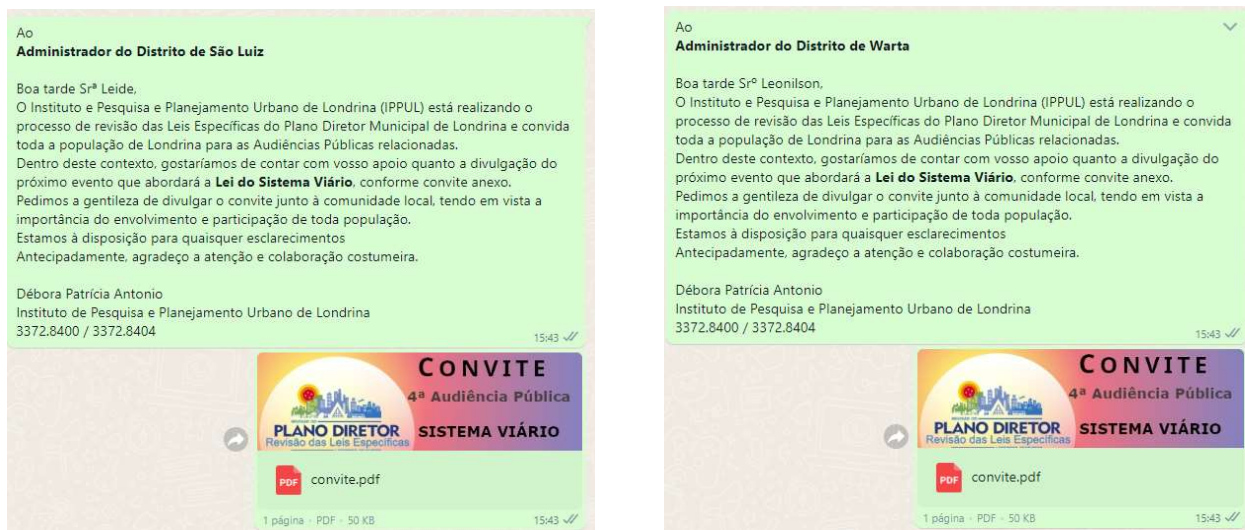 Ao
Administrador do Distrito de São Luiz
Boa tarde Srª Leide,
O Instituto e Pesquisa e Planejamento Urbano de Londrina (IPPUL) está realizando o
processo de revisão das Leis Específicas do Plano Diretor Municipal de Londrina e convida
toda a população de Londrina para as Audiências Públicas relacionadas.
Dentro deste contexto, gostaríamos de contar com vosso apoio quanto a divulgação do
próximo evento que abordará a Lei do Sistema Viário, conforme convite anexo.
Pedimos a gentileza de divulgar o convite junto à comunidade local, tendo em vista a
importância do envolvimento e participação de toda população.
Estamos à disposição para quaisquer esclarecimentos
Antecipadamente, agradeço a atenção e colaboração costumeira.
Débora Patrícia Antonio
Instituto de Pesquisa e Planejamento Urbano de Londrina
3372.8400 / 3372.8404
15:43
CONVITE
4ª Audiência Pública
PLANO DIRETOR
SISTEMA VIÁRIO
Revisão das Leis Específicas
PDF
convite.pdf
1 página · PDF · 50 KB
15:43
Ao
Administrador do Distrito de Warta
Boa tarde Srº Leonilson,
O Instituto e Pesquisa e Planejamento Urbano de Londrina (IPPUL) está realizando o
processo de revisão das Leis Específicas do Plano Diretor Municipal de Londrina e convida
toda a população de Londrina para as Audiências Públicas relacionadas.
Dentro deste contexto, gostaríamos de contar com vosso apoio quanto a divulgação do
próximo evento que abordará a Lei do Sistema Viário, conforme convite anexo.
Pedimos a gentileza de divulgar o convite junto à comunidade local, tendo em vista a
importância do envolvimento e participação de toda população.
Estamos à disposição para quaisquer esclarecimentos
Antecipadamente, agradeço a atenção e colaboração costumeira.
Débora Patrícia Antonio
Instituto de Pesquisa e Planejamento Urbano de Londrina
3372.8400 / 3372.8404
15:43
CONVITE
4ª Audiência Pública
PLANO DIRETOR
SISTEMA VIÁRIO
Revisão das Leis Específicas
PDF
convite.pdf
1 página · PDF · 50 KB
15:43